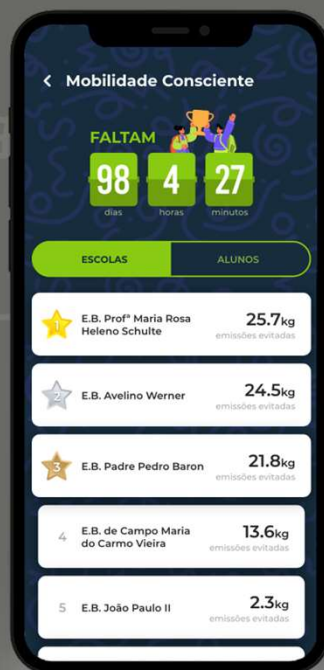 Mobilidade Consciente
FALTAM
98 4 27
dias horas minutos
ESCOLAS ALUNOS
1
E.B. Profª Maria Rosa
Heleno Schulte
25.7kg
emissões evitadas
2
E.B. Avelino Werner
24.5kg
emissões evitadas
3
E.B. Padre Pedro Baron
21.8kg
emissões evitadas
4
E.B. de Campo Maria
do Carmo Vieira
13.6kg
emissões evitadas
5
E.B. João Paulo II
2.3kg
emissões evitadas